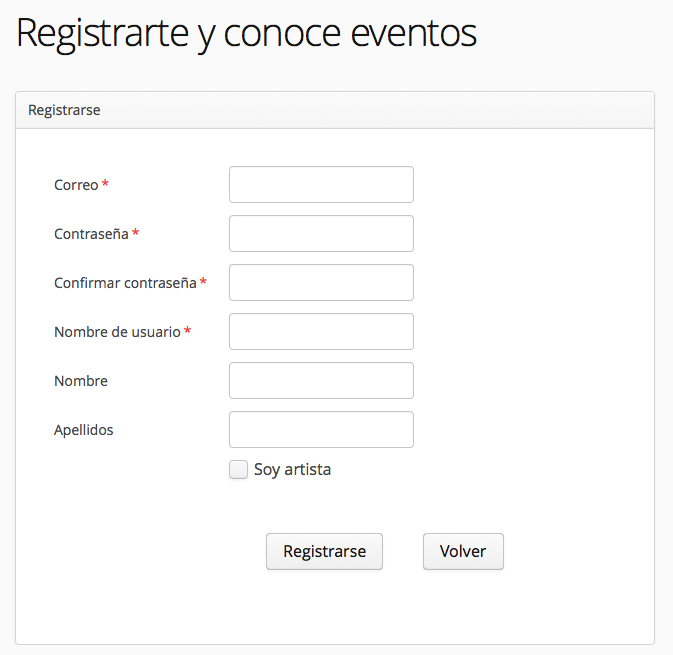 Registrarte y conoce eventos
Registrarse
Correo *
Contraseña *
Confirmar contraseña *
Nombre de usuario *
Nombre
Apellidos
Soy artista
Registrarse Volver